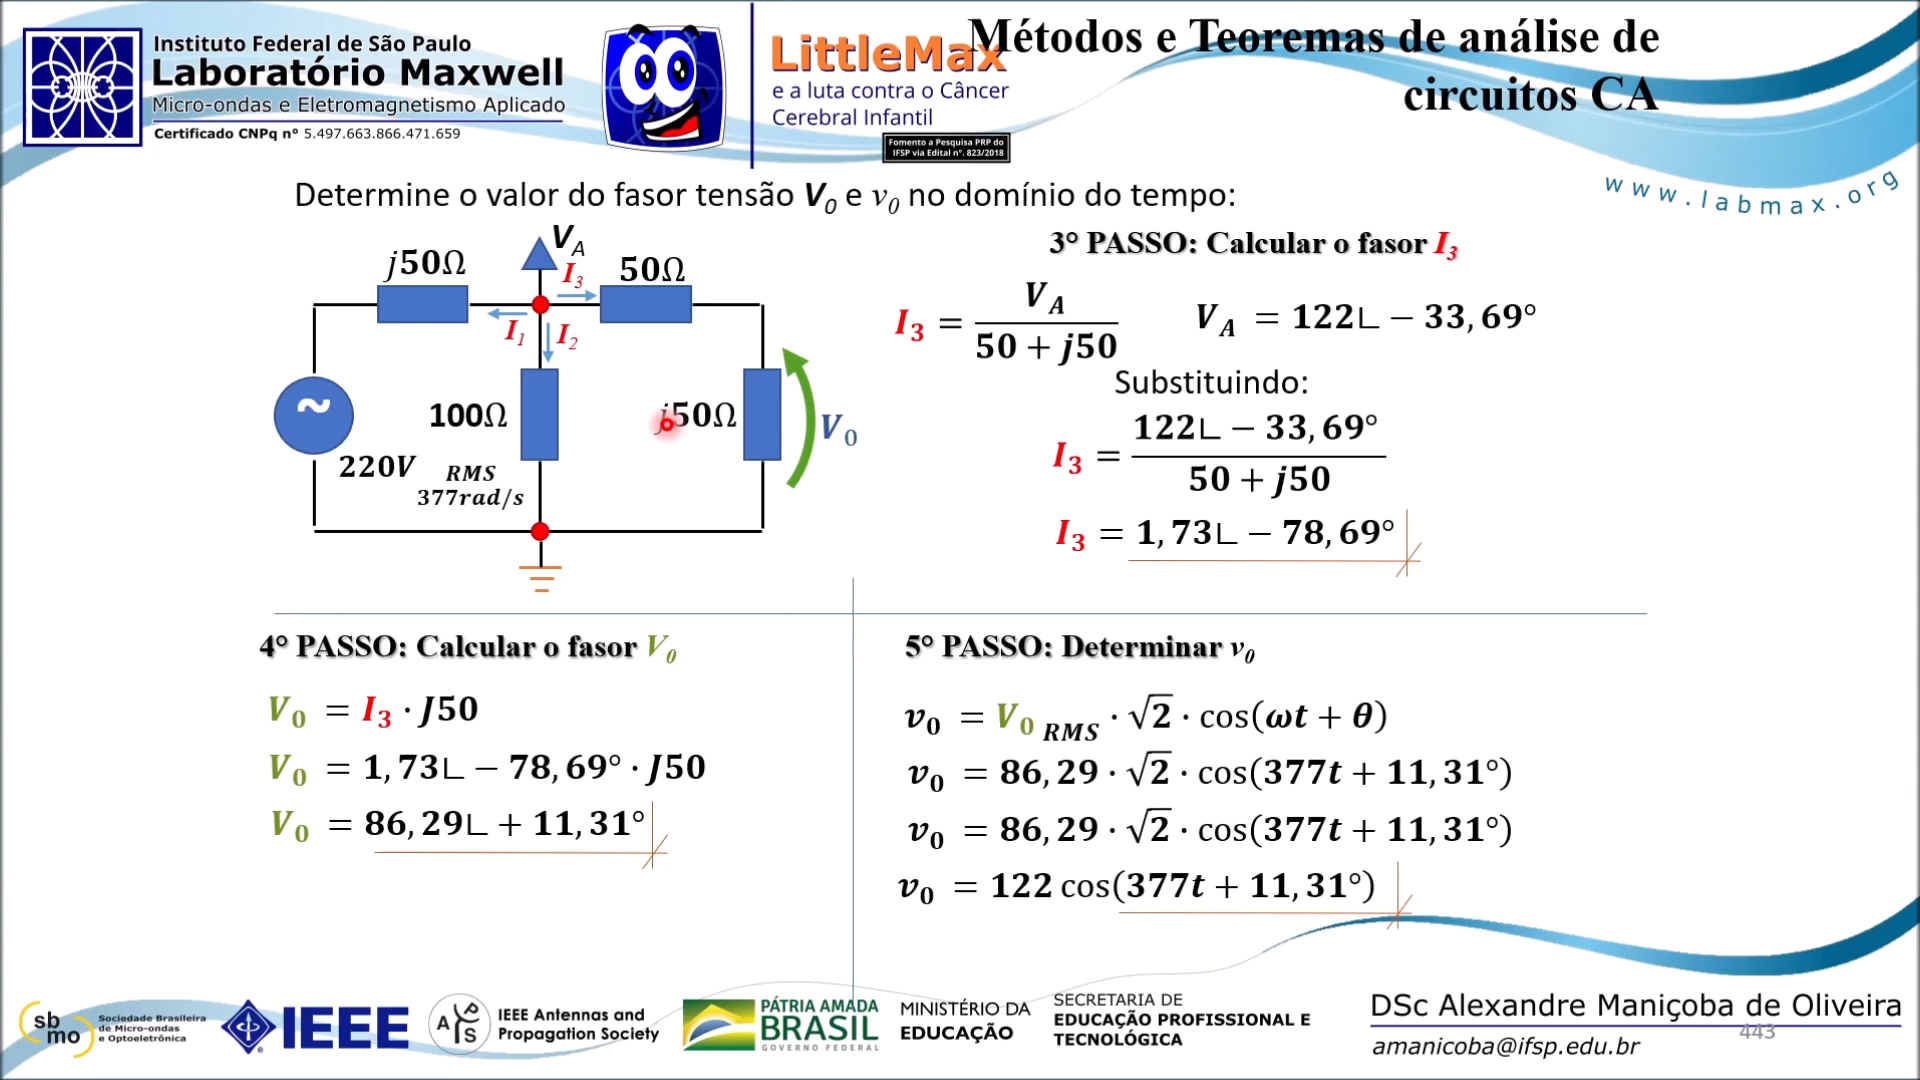 Instituto Federal de São Paulo
Laboratório Maxwell
Micro-ondas e Eletromagnetismo Aplicado
Certificado CNPq nº 5.497.663.866.471.659
LittleMax
e a luta contra o Câncer
Cerebral Infantil
Fomento a Pesquisa PRP do
IFSP via Edital nº. 823/2018
Métodos e Teoremas de análise de
circuitos CA
www.labmax.org
Determine o valor do fasor tensão V₀ e v₀ no domínio do tempo:
V_A
j50Ω
I₃
50Ω
I₁
I₂
100Ω
j50Ω
V₀
220V
RMS
377rad/s
3° PASSO: Calcular o fasor I₃
I₃ = V_A / (50 + j50)
V_A = 122∟ − 33,69°
Substituindo:
I₃ = 122∟ − 33,69° / (50 + j50)
I₃ = 1,73∟ − 78,69°
4° PASSO: Calcular o fasor V₀
V₀ = I₃ · J50
V₀ = 1,73∟ − 78,69° · J50
V₀ = 86,29∟ + 11,31°
5° PASSO: Determinar v₀
v₀ = V₀ RMS · √2 · cos(ωt + θ)
v₀ = 86,29 · √2 · cos(377t + 11,31°)
v₀ = 86,29 · √2 · cos(377t + 11,31°)
v₀ = 122 cos(377t + 11,31°)
sb
mo
Sociedade Brasileira
de Micro-ondas
e Optoeletrônica
IEEE
APS
IEEE Antennas and
Propagation Society
PÁTRIA AMADA
BRASIL
GOVERNO FEDERAL
MINISTÉRIO DA
EDUCAÇÃO
SECRETARIA DE
EDUCAÇÃO PROFISSIONAL E
TECNOLÓGICA
DSc Alexandre Maniçoba de Oliveira
443
amanicoba@ifsp.edu.br